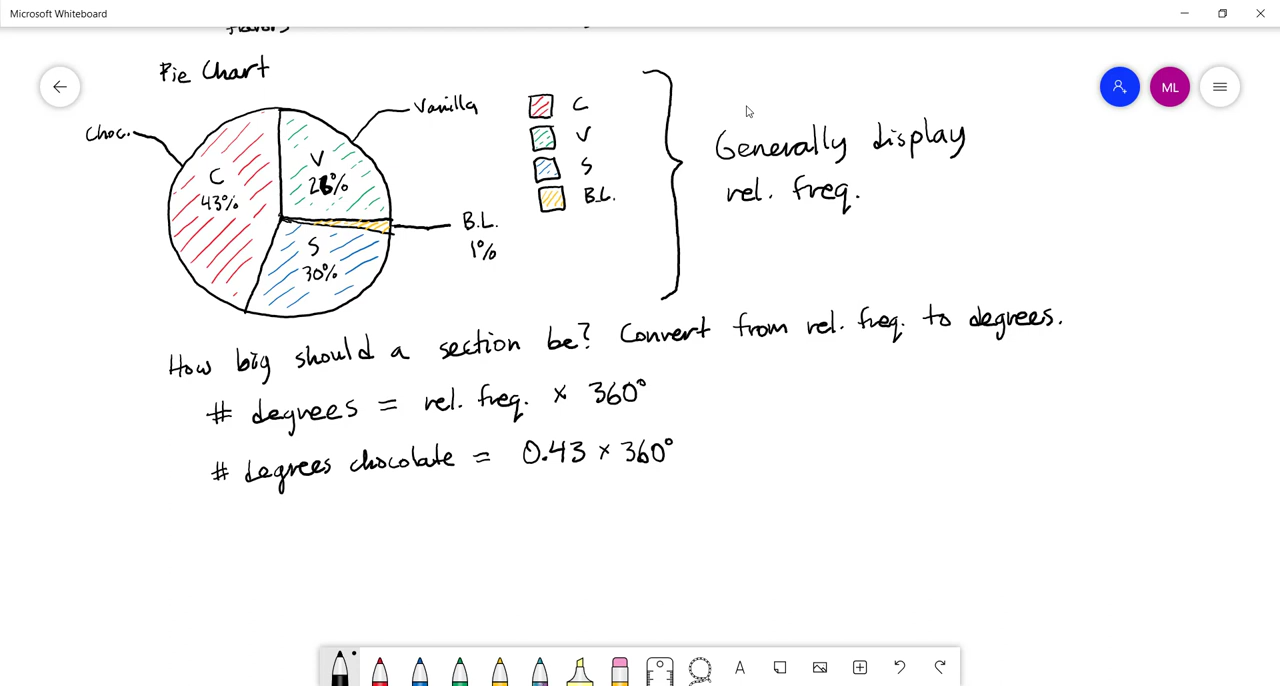 Microsoft Whiteboard
flavors
Pie Chart
Vanilla
Choc.
C
V
S
B.L.
ML
Generally display
rel. freq.
V
C
43%
B.L.
1%
S
30%
How big should a section be? Convert from rel. freq. to degrees.
# degrees = rel. freq. × 360°
# degrees chocolate = 0.43 × 360°
A